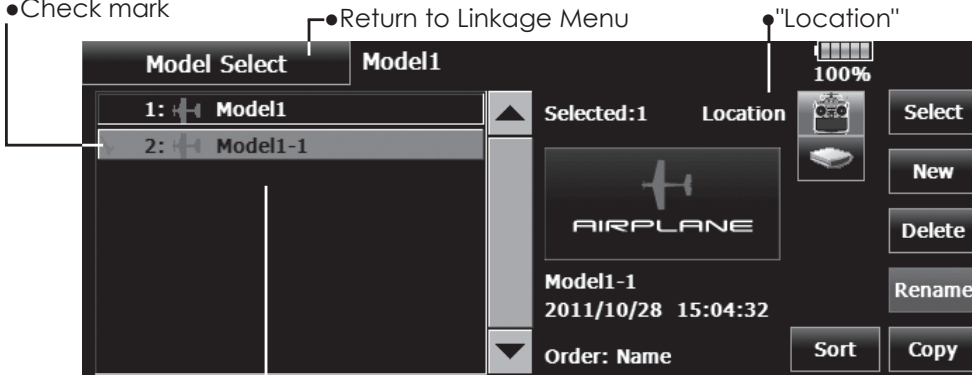 ●Check mark
●Return to Linkage Menu
●"Location"
Model Select
Model1
100%
1: Model1
2: Model1-1
Selected:1
Location
Select
New
AIRPLANE
Delete
Model1-1
2011/10/28 15:04:32
Rename
Order: Name
Sort
Copy